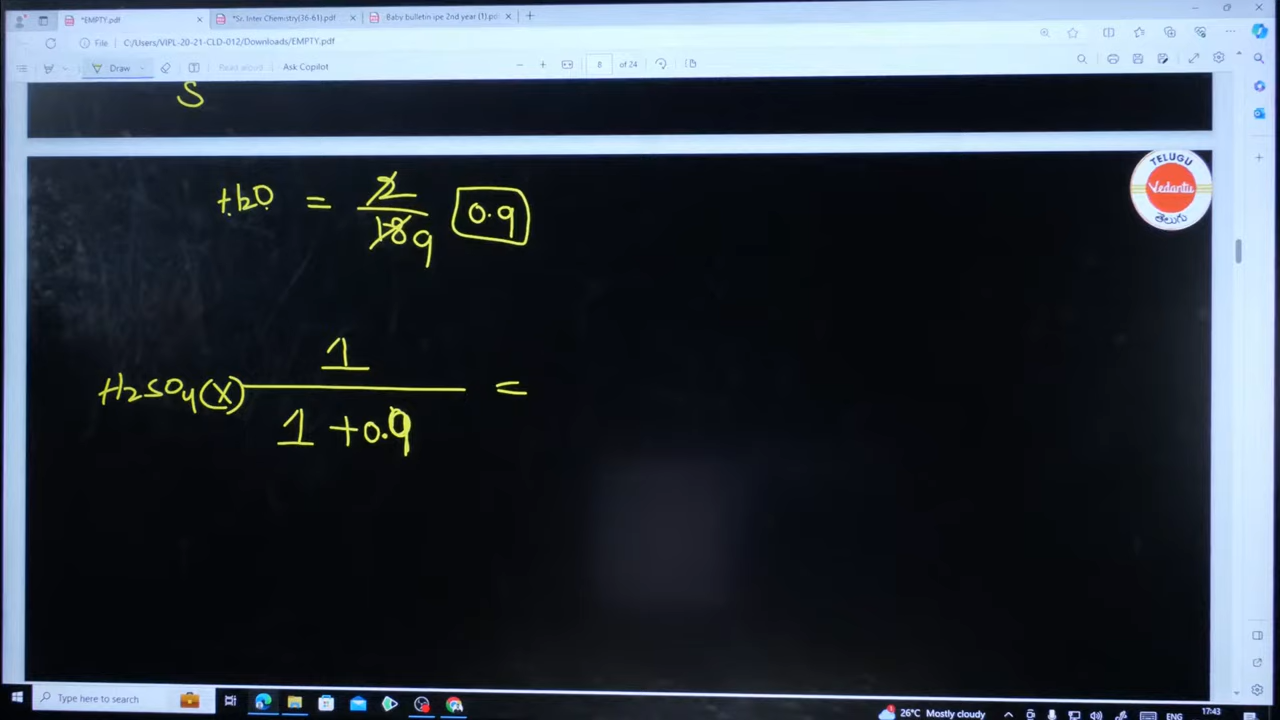 *EMPTY.pdf
*Sr. Inter Chemistry(36-61).pdf
Baby bulletin ipe 2nd year (1).pdf
File C:/Users/VIPL-20-21-CLD-012/Downloads/EMPTY.pdf
Draw Read aloud Ask Copilot
8 of 24
S
TELUGU
Vedantu
తెలుగు
H2O = 2/18 9 0.9
H2SO4(X) 1
1 + 0.9 =
Type here to search
26°C Mostly cloudy
ENG
17:43